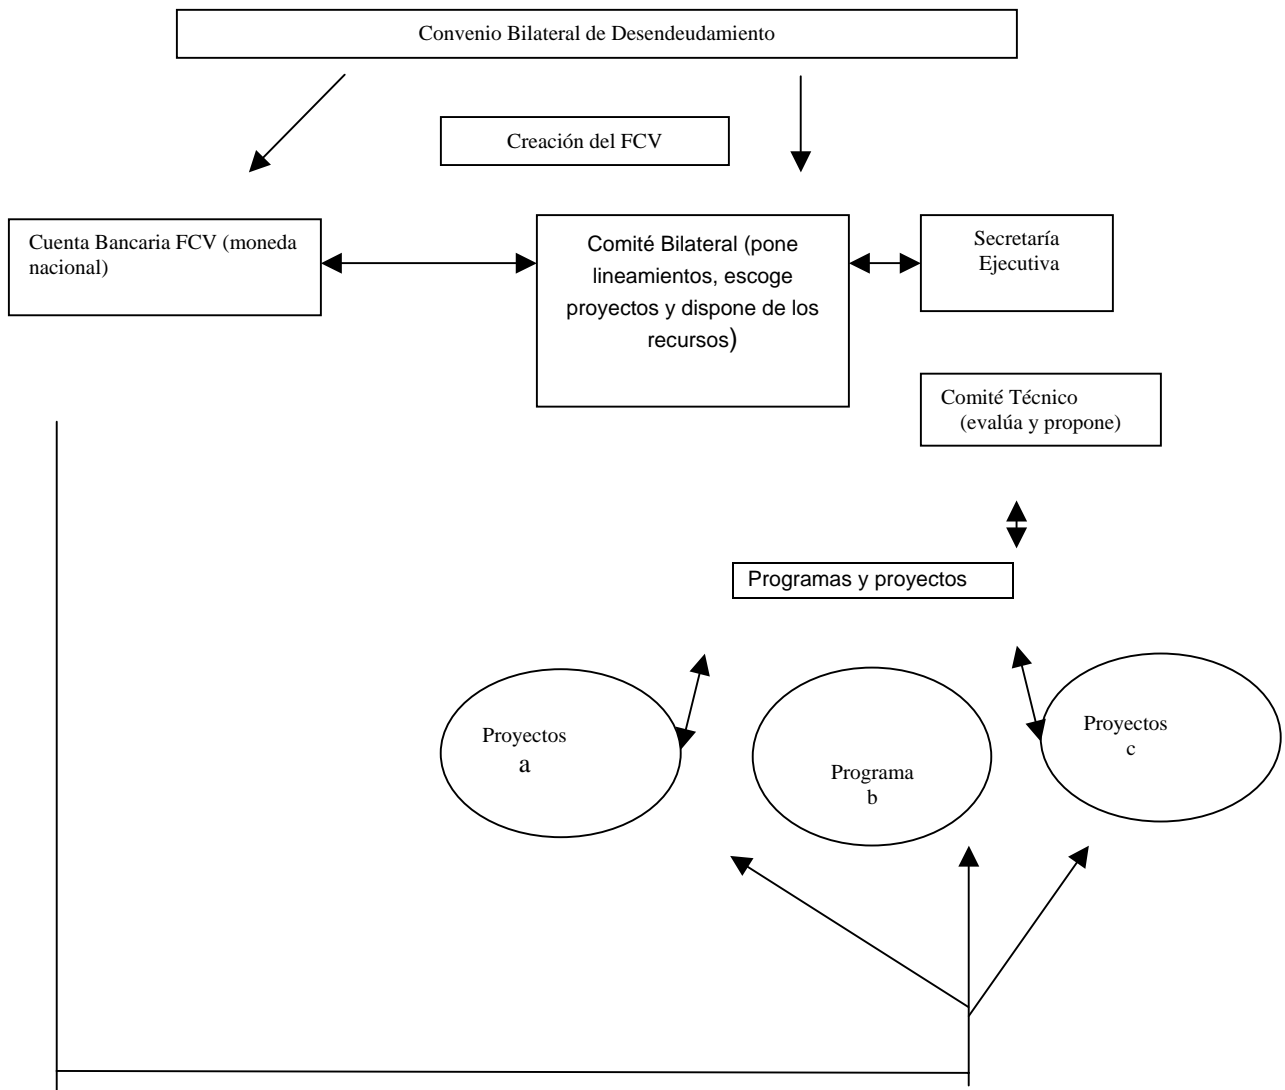 Convenio Bilateral de Desendeudamiento
Creación del FCV
Cuenta Bancaria FCV (moneda
nacional)
Comité Bilateral (pone
lineamientos, escoge
proyectos y dispone de los
recursos)
Secretaría
Ejecutiva
Comité Técnico
(evalúa y propone)
Programas y proyectos
Proyectos
a
Programa
b
Proyectos
c